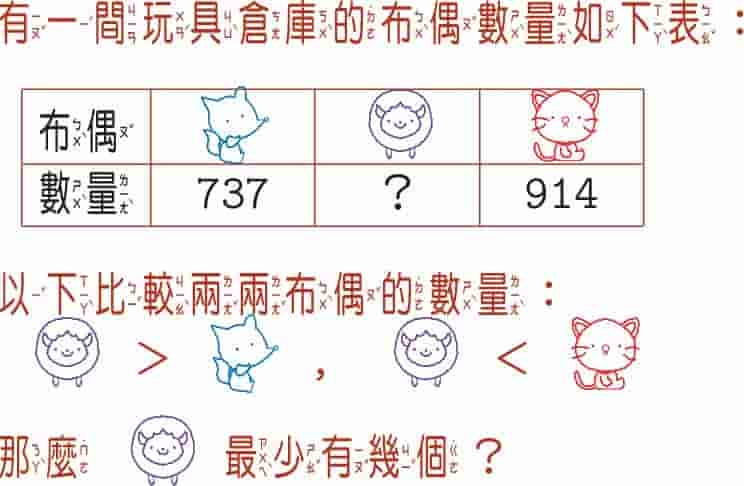 有一間玩具倉庫的布偶數量如下表：
布偶
數量 737 ? 914
以下比較兩兩布偶的數量：
> , <
那麼 最少有幾個？